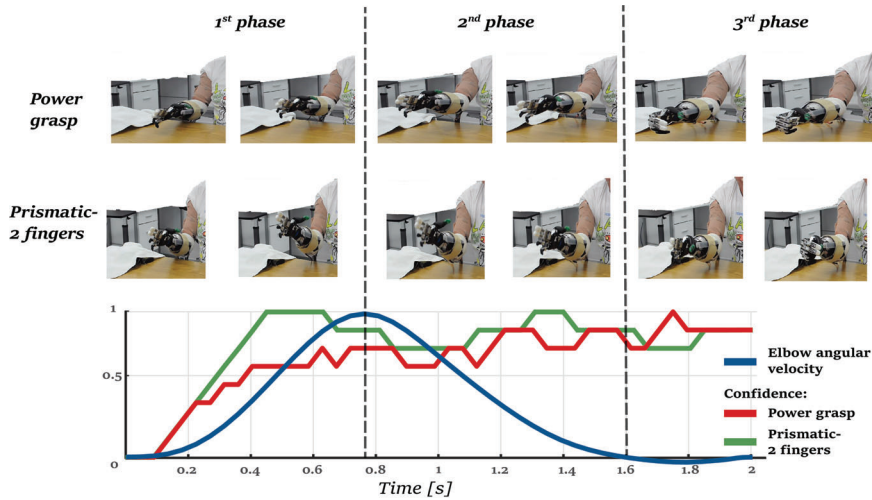 1st phase
2nd phase
3rd phase
Power
grasp
Prismatic-
2 fingers
1
0.5
0
0.2
0.4
0.6
0.8
1
1.2
1.4
1.6
1.8
2
Time [s]
Elbow angular
velocity
Confidence:
Power grasp
Prismatic-
2 fingers